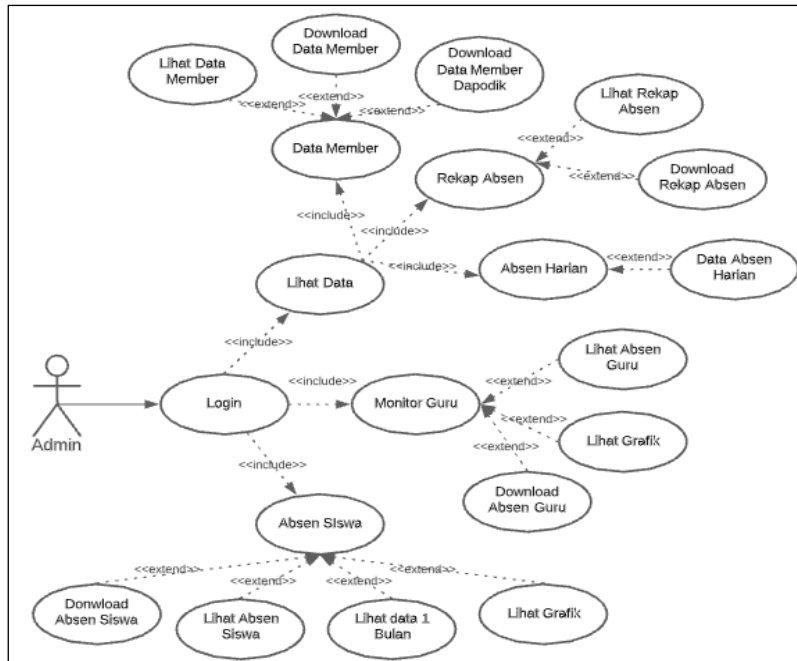 Lihat Data
Member
Download
Data Member
Download
Data Member
Dapodik
<<extend>>
<<extend>>
<<extend>>
Data Member
Lihat Rekap
Absen
<<extend>>
Rekap Absen
<<extend>>
Download
Rekap Absen
<<include>>
<<include>>
<<include>>
Lihat Data
Absen Harian
<<extend>>
Data Absen
Harian
<<include>>
Admin
Login
<<include>>
Monitor Guru
<<extend>>
Lihat Absen
Guru
<<extend>>
Lihat Grafik
<<extend>>
Download
Absen Guru
<<include>>
Absen Siswa
<<extend>>
<<extend>>
<<extend>>
<<extend>>
Donwload
Absen Siswa
Lihat Absen
Siswa
Lihat data 1
Bulan
Lihat Grafik